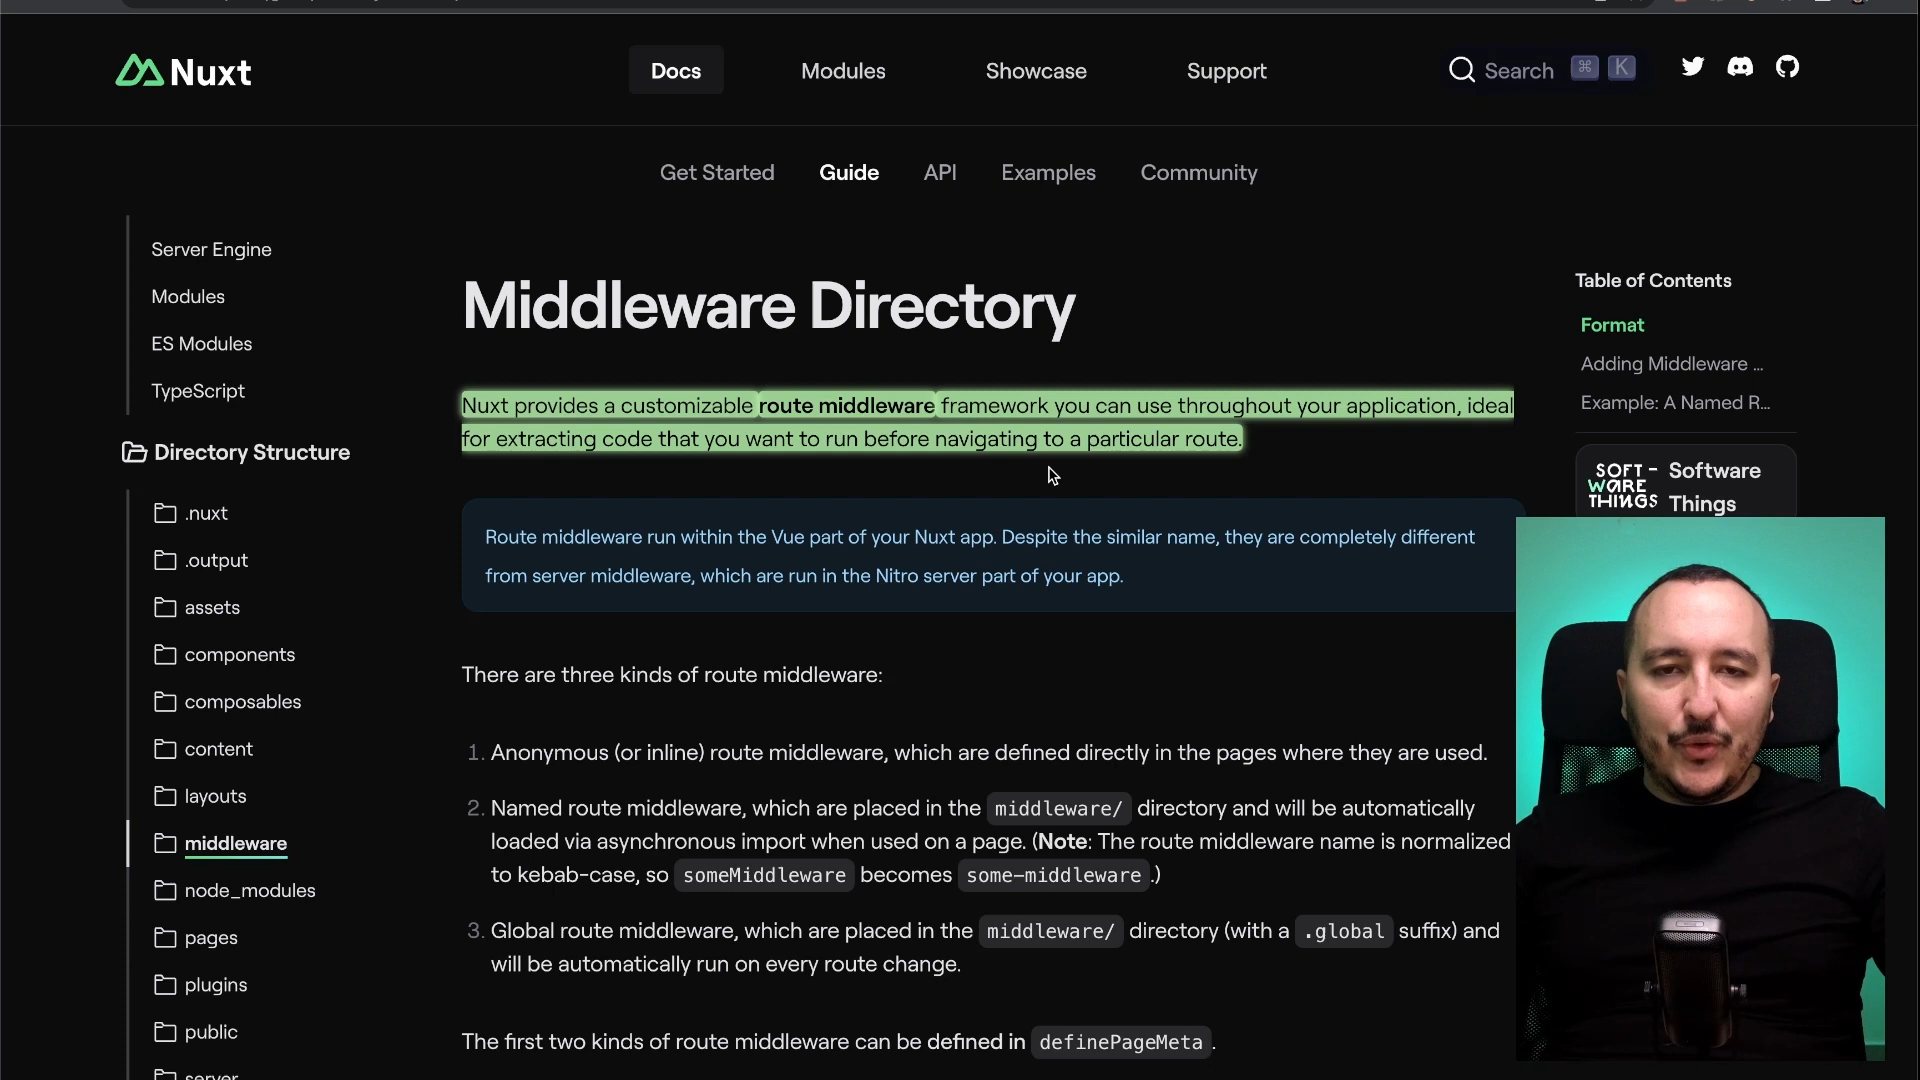 Nuxt
Docs
Modules
Showcase
Support
Search ⌘ K
Get Started
Guide
API
Examples
Community
Server Engine
Modules
ES Modules
TypeScript
Directory Structure
.nuxt
.output
assets
components
composables
content
layouts
middleware
node_modules
pages
plugins
public
server
Middleware Directory
Nuxt provides a customizable route middleware framework you can use throughout your application, ideal
for extracting code that you want to run before navigating to a particular route.
Route middleware run within the Vue part of your Nuxt app. Despite the similar name, they are completely different
from server middleware, which are run in the Nitro server part of your app.
There are three kinds of route middleware:
1. Anonymous (or inline) route middleware, which are defined directly in the pages where they are used.
2. Named route middleware, which are placed in the middleware/ directory and will be automatically
loaded via asynchronous import when used on a page. (Note: The route middleware name is normalized
to kebab-case, so someMiddleware becomes some-middleware.)
3. Global route middleware, which are placed in the middleware/ directory (with a .global suffix) and
will be automatically run on every route change.
The first two kinds of route middleware can be defined in definePageMeta.
Table of Contents
Format
Adding Middleware ...
Example: A Named R...
SOFT-
WARE
THINGS
Software
Things